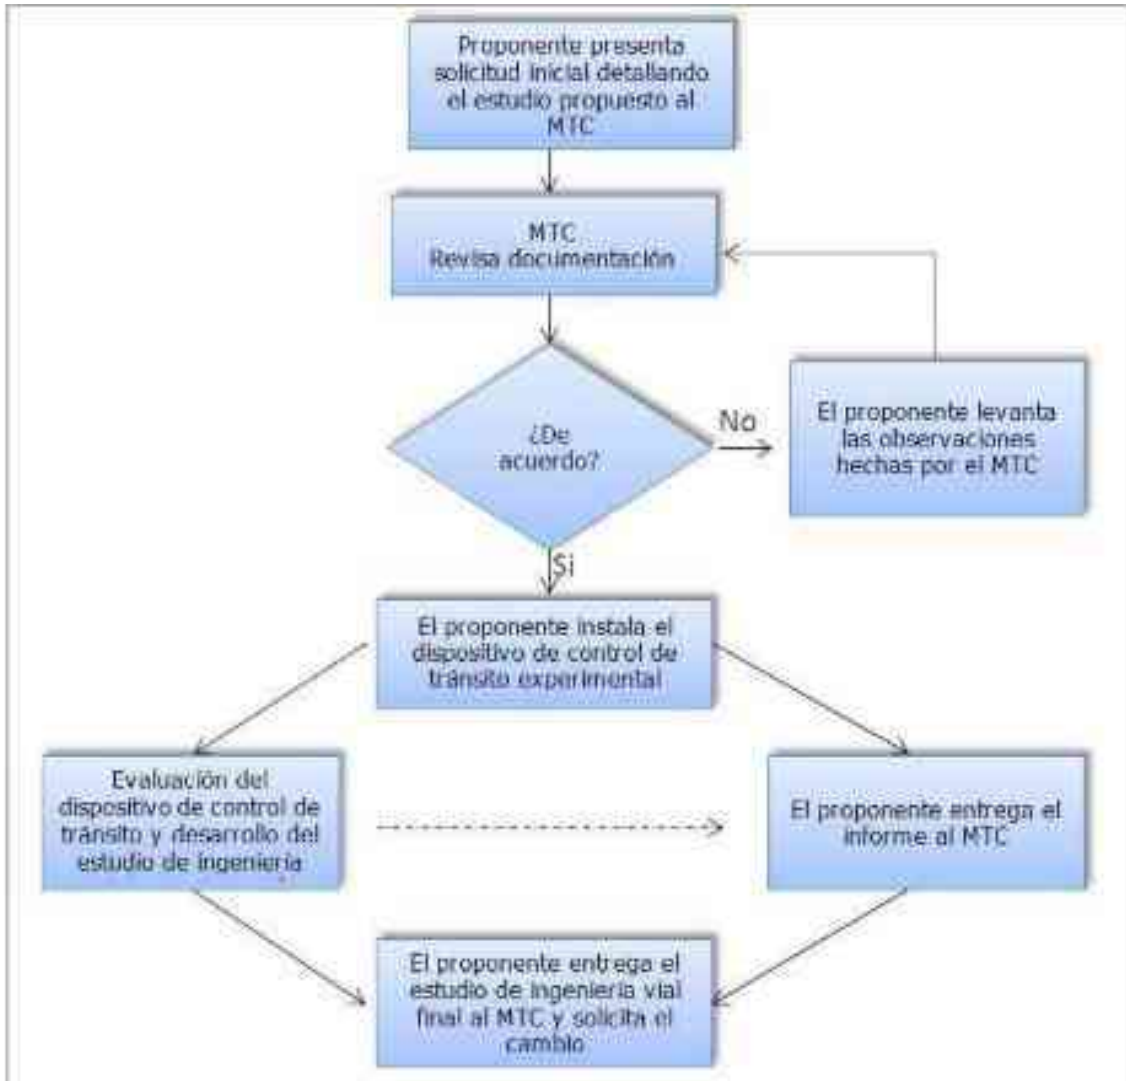 Proponente presenta
solicitud inicial detallando
el estudio propuesto al
MTC
MTC
Revisa documentación
¿De
acuerdo?
No
El proponente levanta
las observaciones
hechas por el MTC
Si
El proponente instala el
dispositivo de control de
tránsito experimental
Evaluación del
dispositivo de control de
tránsito y desarrollo del
estudio de ingeniería
El proponente entrega el
informe al MTC
El proponente entrega el
estudio de ingeniería vial
final al MTC y solicita el
cambio